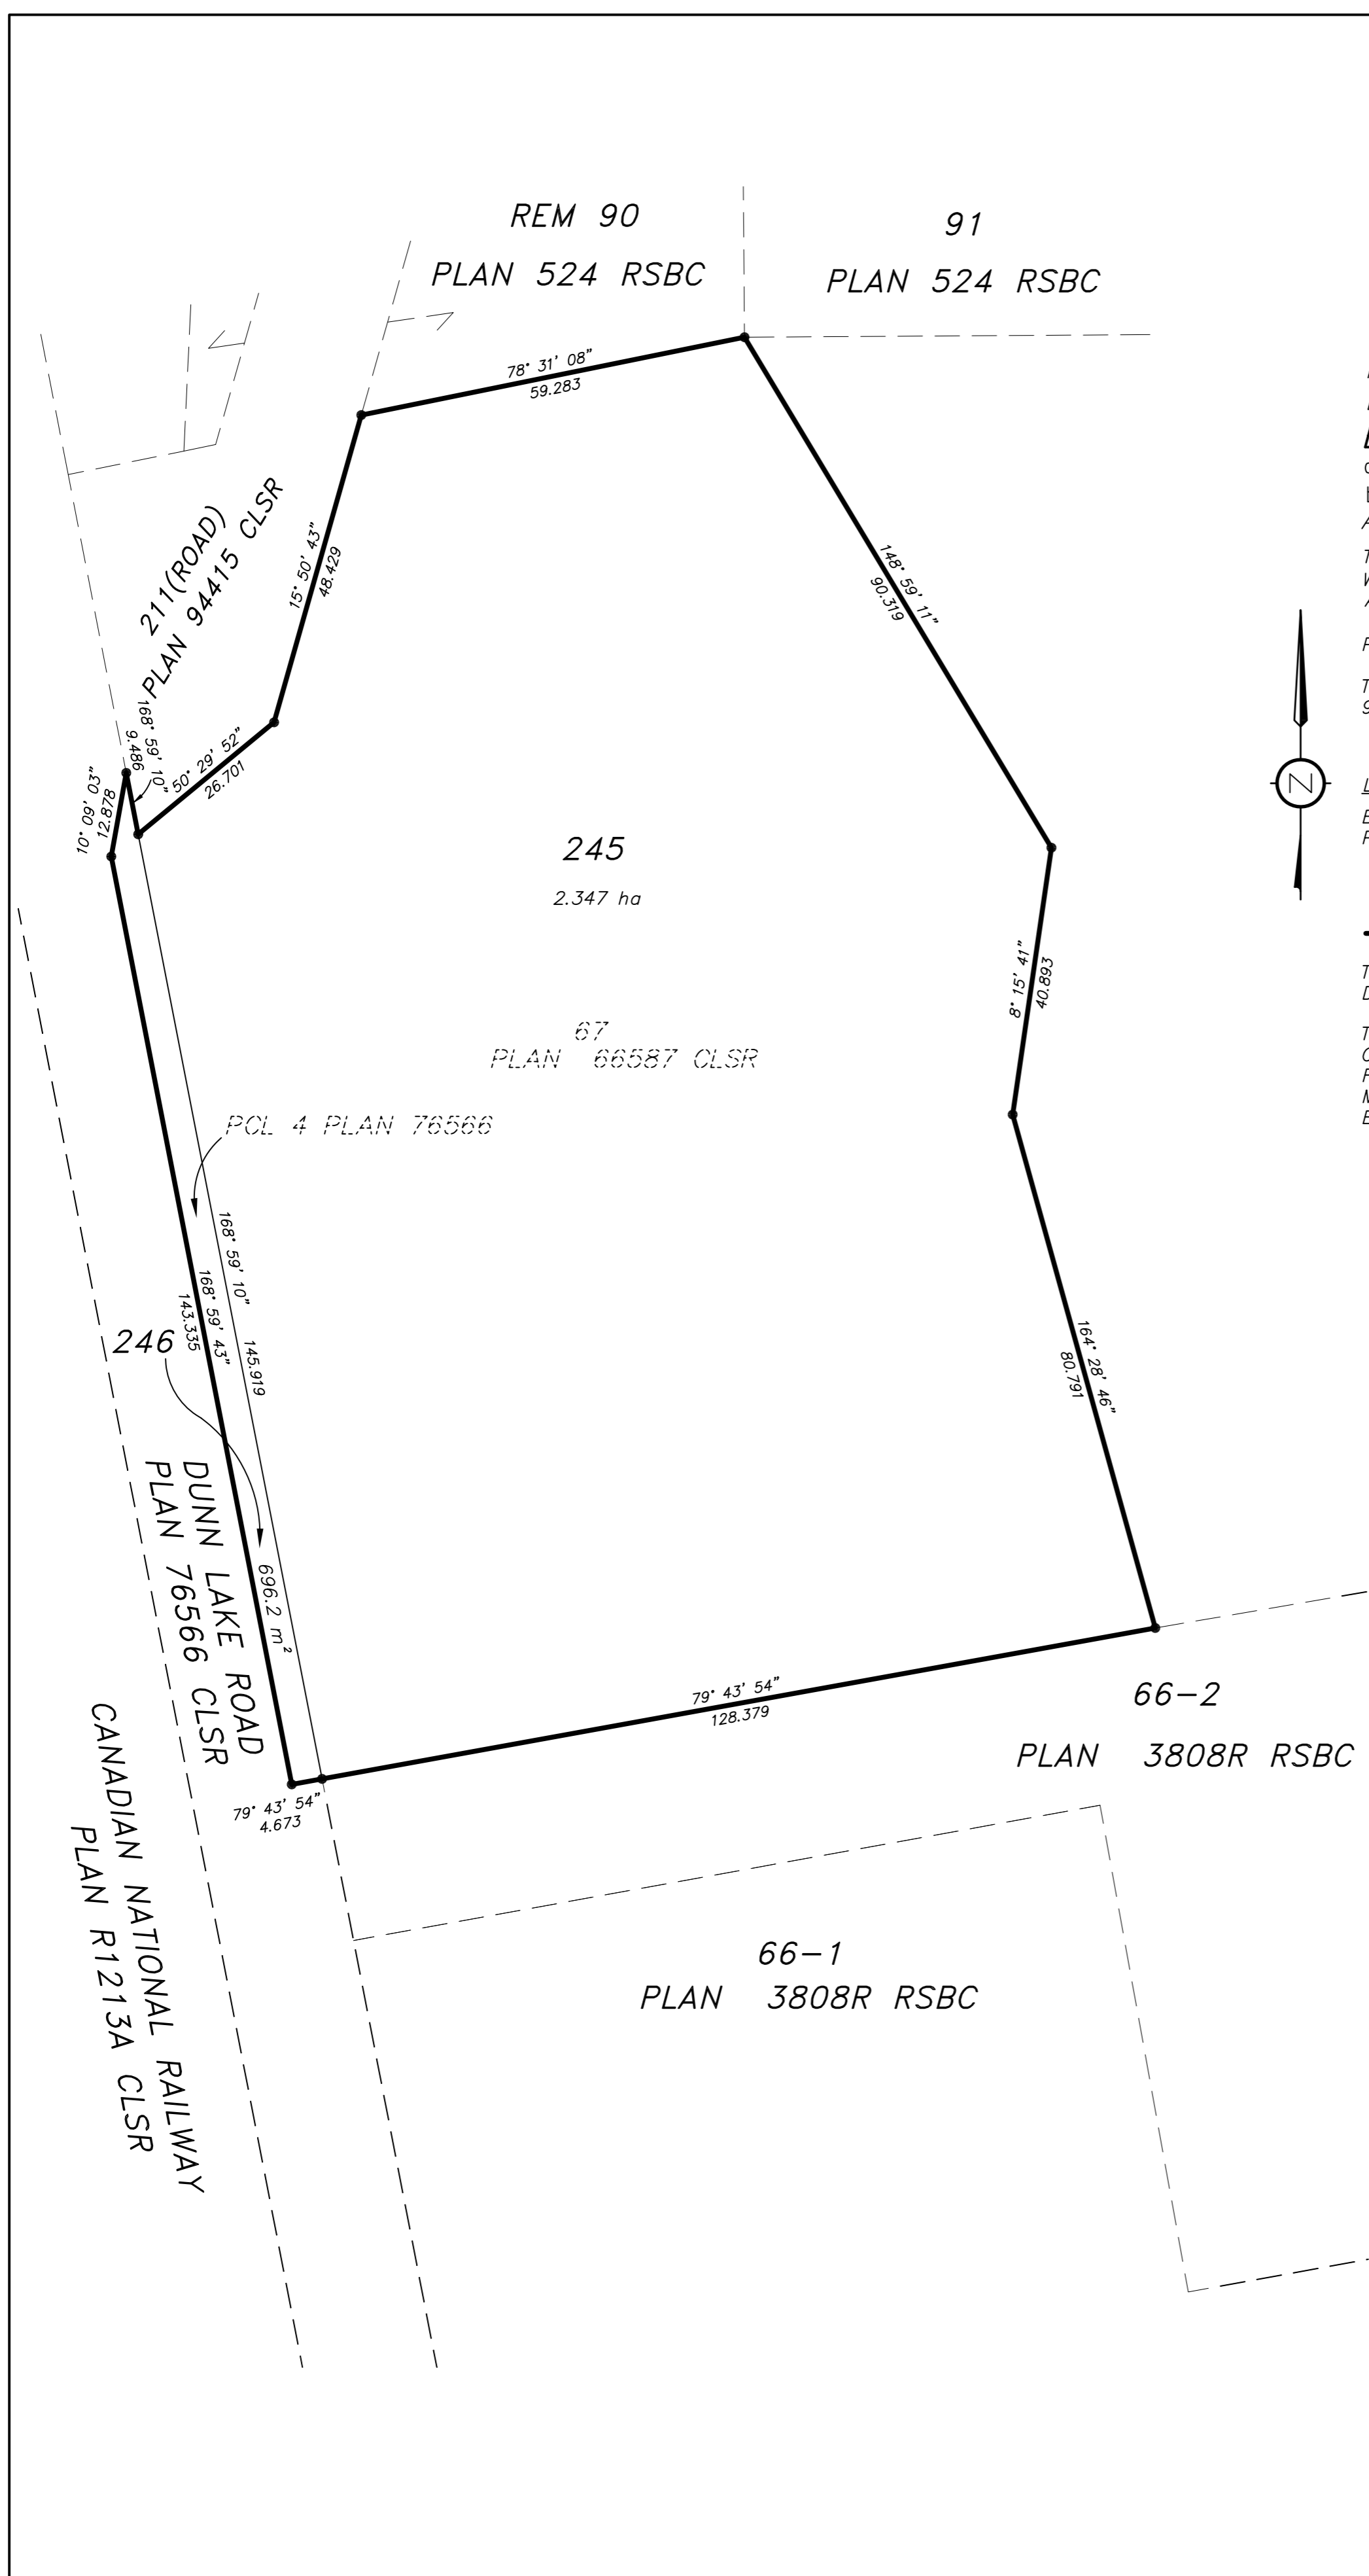 REM 90
PLAN 524 RSBC
91
PLAN 524 RSBC
78° 31' 08"
59.283
211(ROAD)
PLAN 94415 CLSR
15° 50' 43"
48.429
148° 59' 11"
90.319
168° 59' 10"
9.486
50° 29' 52"
26.701
10° 09' 03"
12.878
245
2.347 ha
N
8° 15' 41"
40.893
67
PLAN 66587 CLSR
PCL 4 PLAN 76566
168° 59' 10"
145.919
168° 59' 43"
143.335
246
164° 28' 46"
80.791
696.2 m²
DUNN LAKE ROAD
PLAN 76566 CLSR
79° 43' 54"
128.379
66-2
PLAN 3808R RSBC
79° 43' 54"
4.673
CANADIAN NATIONAL RAILWAY
PLAN R1213A CLSR
66-1
PLAN 3808R RSBC